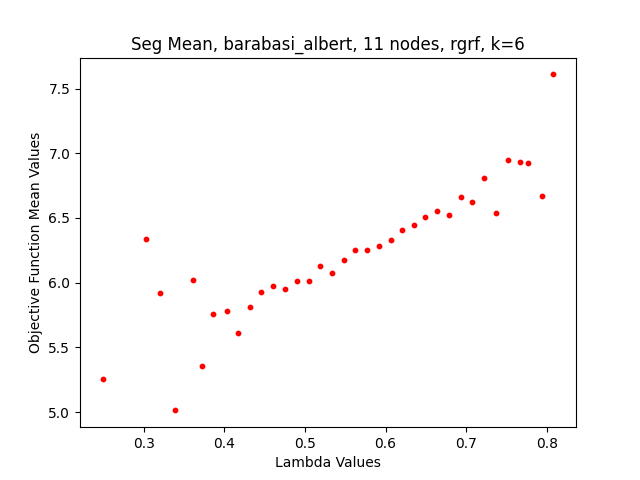 Seg Mean, barabasi_albert, 11 nodes, rgrf, k=6
Objective Function Mean Values
7.5
7.0
6.5
6.0
5.5
5.0
0.3 0.4 0.5 0.6 0.7 0.8
Lambda Values